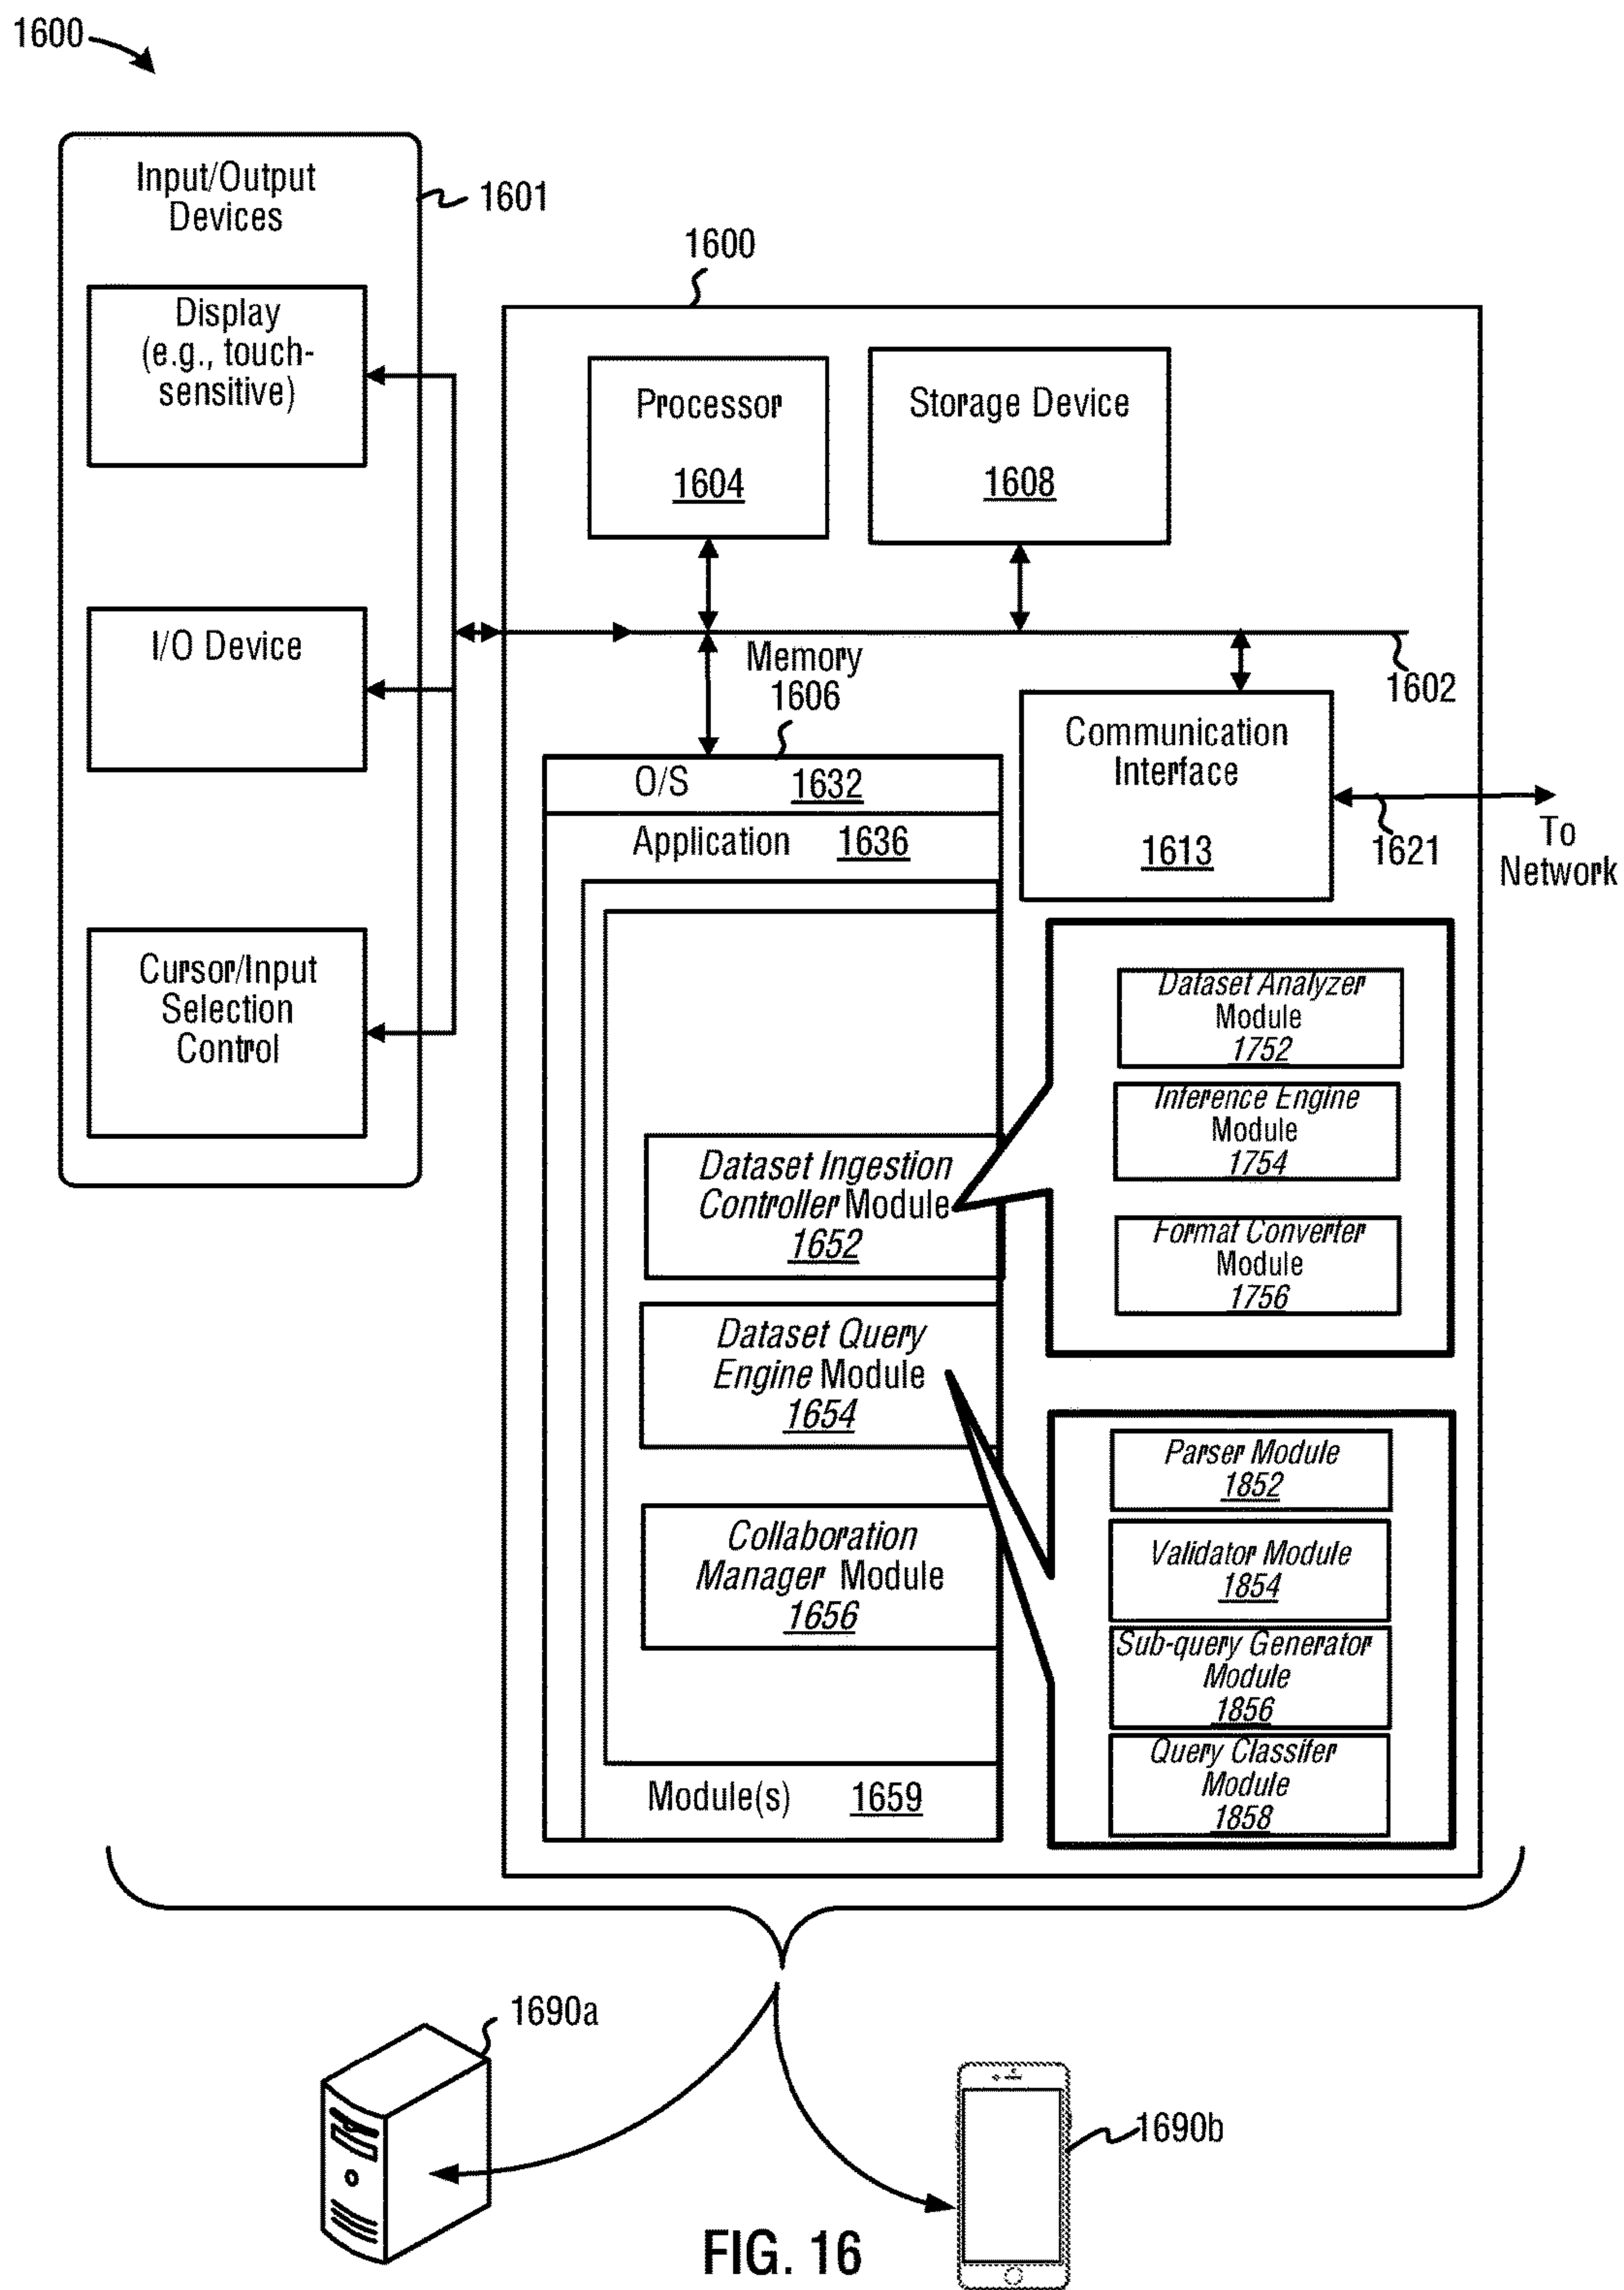 1600
Input/Output
Devices
1601
Display
(e.g., touch-
sensitive)
I/O Device
Cursor/Input
Selection
Control
1600
Processor
1604
Storage Device
1608
1602
Memory
1606
O/S 1632
Application 1636
Communication
Interface
1613
1621
To
Network
Dataset Ingestion
Controller Module
1652
Dataset Query
Engine Module
1654
Collaboration
Manager Module
1656
Module(s) 1659
Dataset Analyzer
Module
1752
Inference Engine
Module
1754
Format Converter
Module
1756
Parser Module
1852
Validator Module
1854
Sub-query Generator
Module
1856
Query Classifer
Module
1858
1690a
1690b
FIG. 16